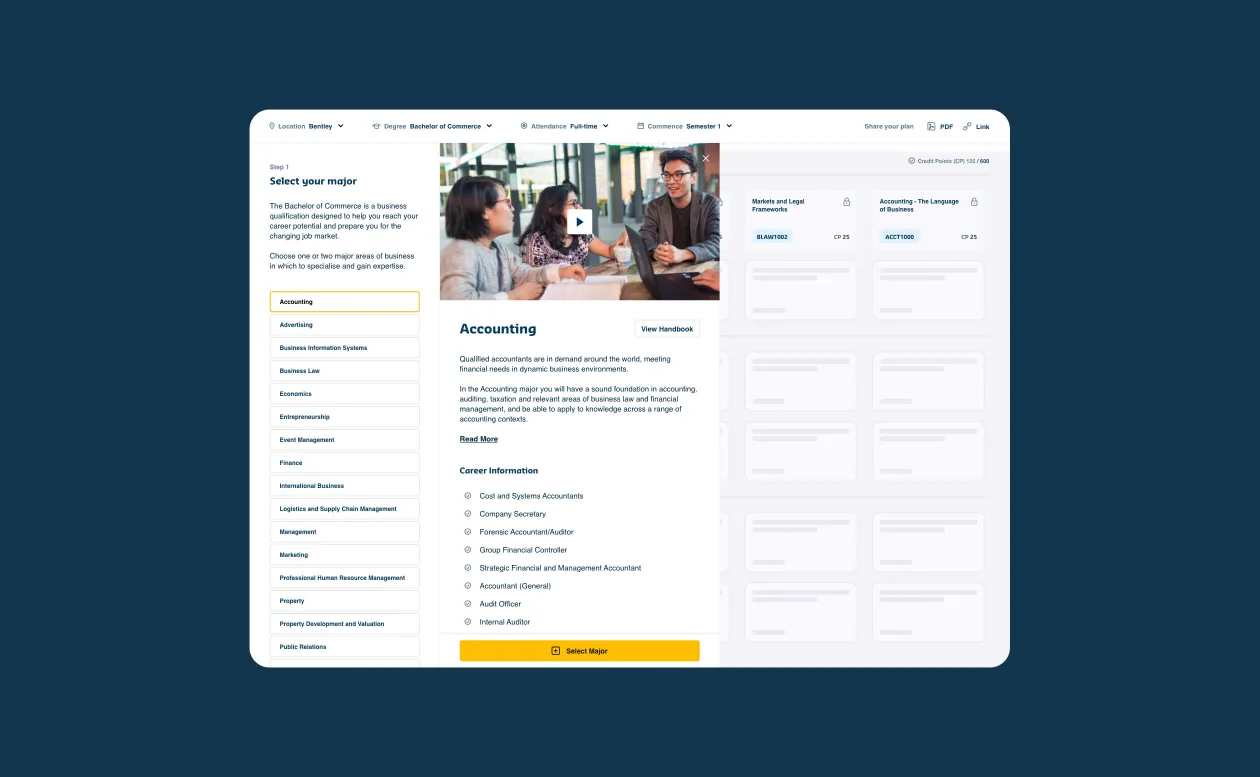 Location Bentley
Degree Bachelor of Commerce
Attendance Full-time
Commence Semester 1
Share your plan
PDF
Link
Step 1
Select your major
The Bachelor of Commerce is a business
qualification designed to help you reach your
career potential and prepare you for the
changing job market.
Choose one or two major areas of business
in which to specialise and gain expertise.
Accounting
Advertising
Business Information Systems
Business Law
Economics
Entrepreneurship
Event Management
Finance
International Business
Logistics and Supply Chain Management
Management
Marketing
Professional Human Resource Management
Property
Property Development and Valuation
Public Relations
Accounting
View Handbook
Qualified accountants are in demand around the world, meeting
financial needs in dynamic business environments.
In the Accounting major you will have a sound foundation in accounting,
auditing, taxation and relevant areas of business law and financial
management, and be able to apply to knowledge across a range of
accounting contexts.
Read More
Career Information
Cost and Systems Accountants
Company Secretary
Forensic Accountant/Auditor
Group Financial Controller
Strategic Financial and Management Accountant
Accountant (General)
Audit Officer
Internal Auditor
Select Major
Credit Points (CP) 125 / 600
Markets and Legal
Frameworks
BLAW1002
CP 25
Accounting - The Language
of Business
ACCT1000
CP 25